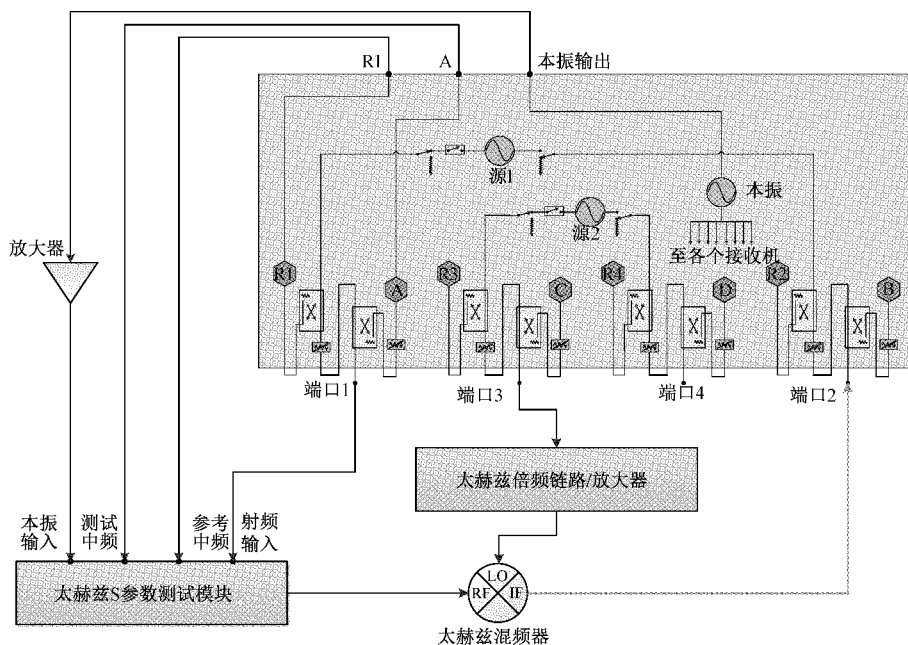 R1
A
本振输出
源1
本振
源2
至各个接收机
放大器
R1
A
R3
C
R4
D
R2
B
端口1
端口3
端口4
端口2
太赫兹倍频链路/放大器
本振
输入
测试
中频
参考
中频
射频
输入
太赫兹S参数测试模块
LO
RF
IF
太赫兹混频器